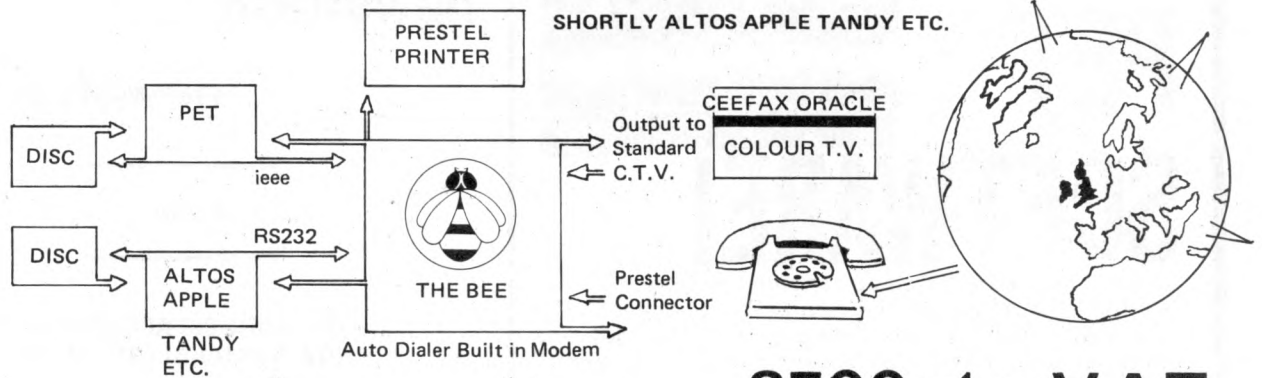 SHORTLY ALTOS APPLE TANDY ETC.
PRESTEL
PRINTER
PET
DISC
ieee
Output to
Standard
C.T.V.
CEEFAX ORACLE
COLOUR T.V.
DISC
RS232
ALTOS
APPLE
TANDY
ETC.
THE BEE
Prestel
Connector
Auto Dialer Built in Modem